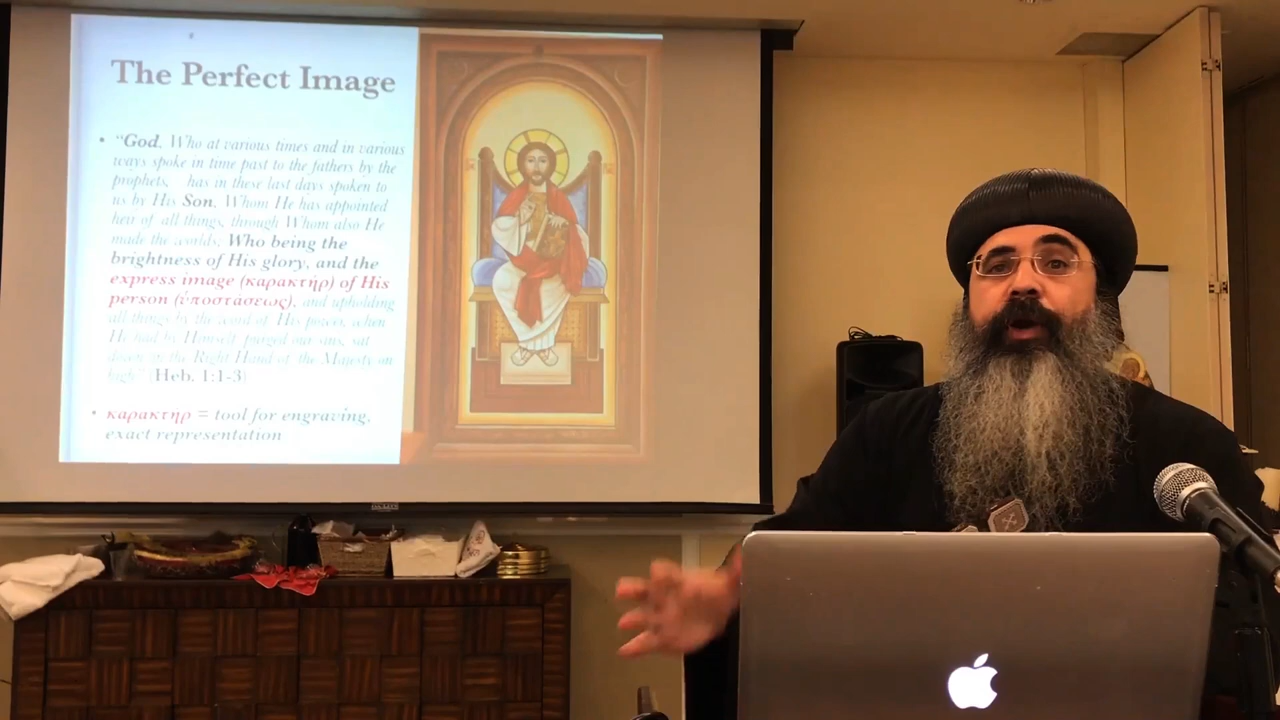 The Perfect Image
• “God, Who at various times and in various
ways spoke in time past to the fathers by the
prophets, has in these last days spoken to
us by His Son, Whom He has appointed
heir of all things, through Whom also He
made the worlds; Who being the
brightness of His glory, and the
express image (καρακτήρ) of His
person (ὑποστάσεως), and upholding
all things by the word of His power, when
He had by Himself purged our sins, sat
down at the Right Hand of the Majesty on
high” (Heb. 1:1-3)
• καρακτηρ = tool for engraving,
exact representation